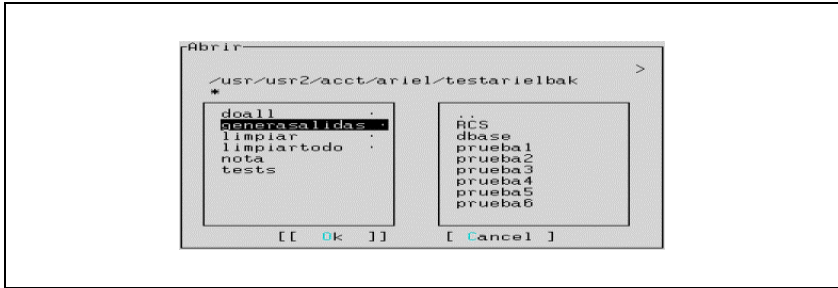 Abrir
>
/usr/usr2/acct/ariel/testarielbak
*
doall ·
generasalidas ·
limpiar ·
limpiartodo ·
nota
tests
..
RCS
dbase
prueba1
prueba2
prueba3
prueba4
prueba5
prueba6
[[ Ok ]] [ Cancel ]